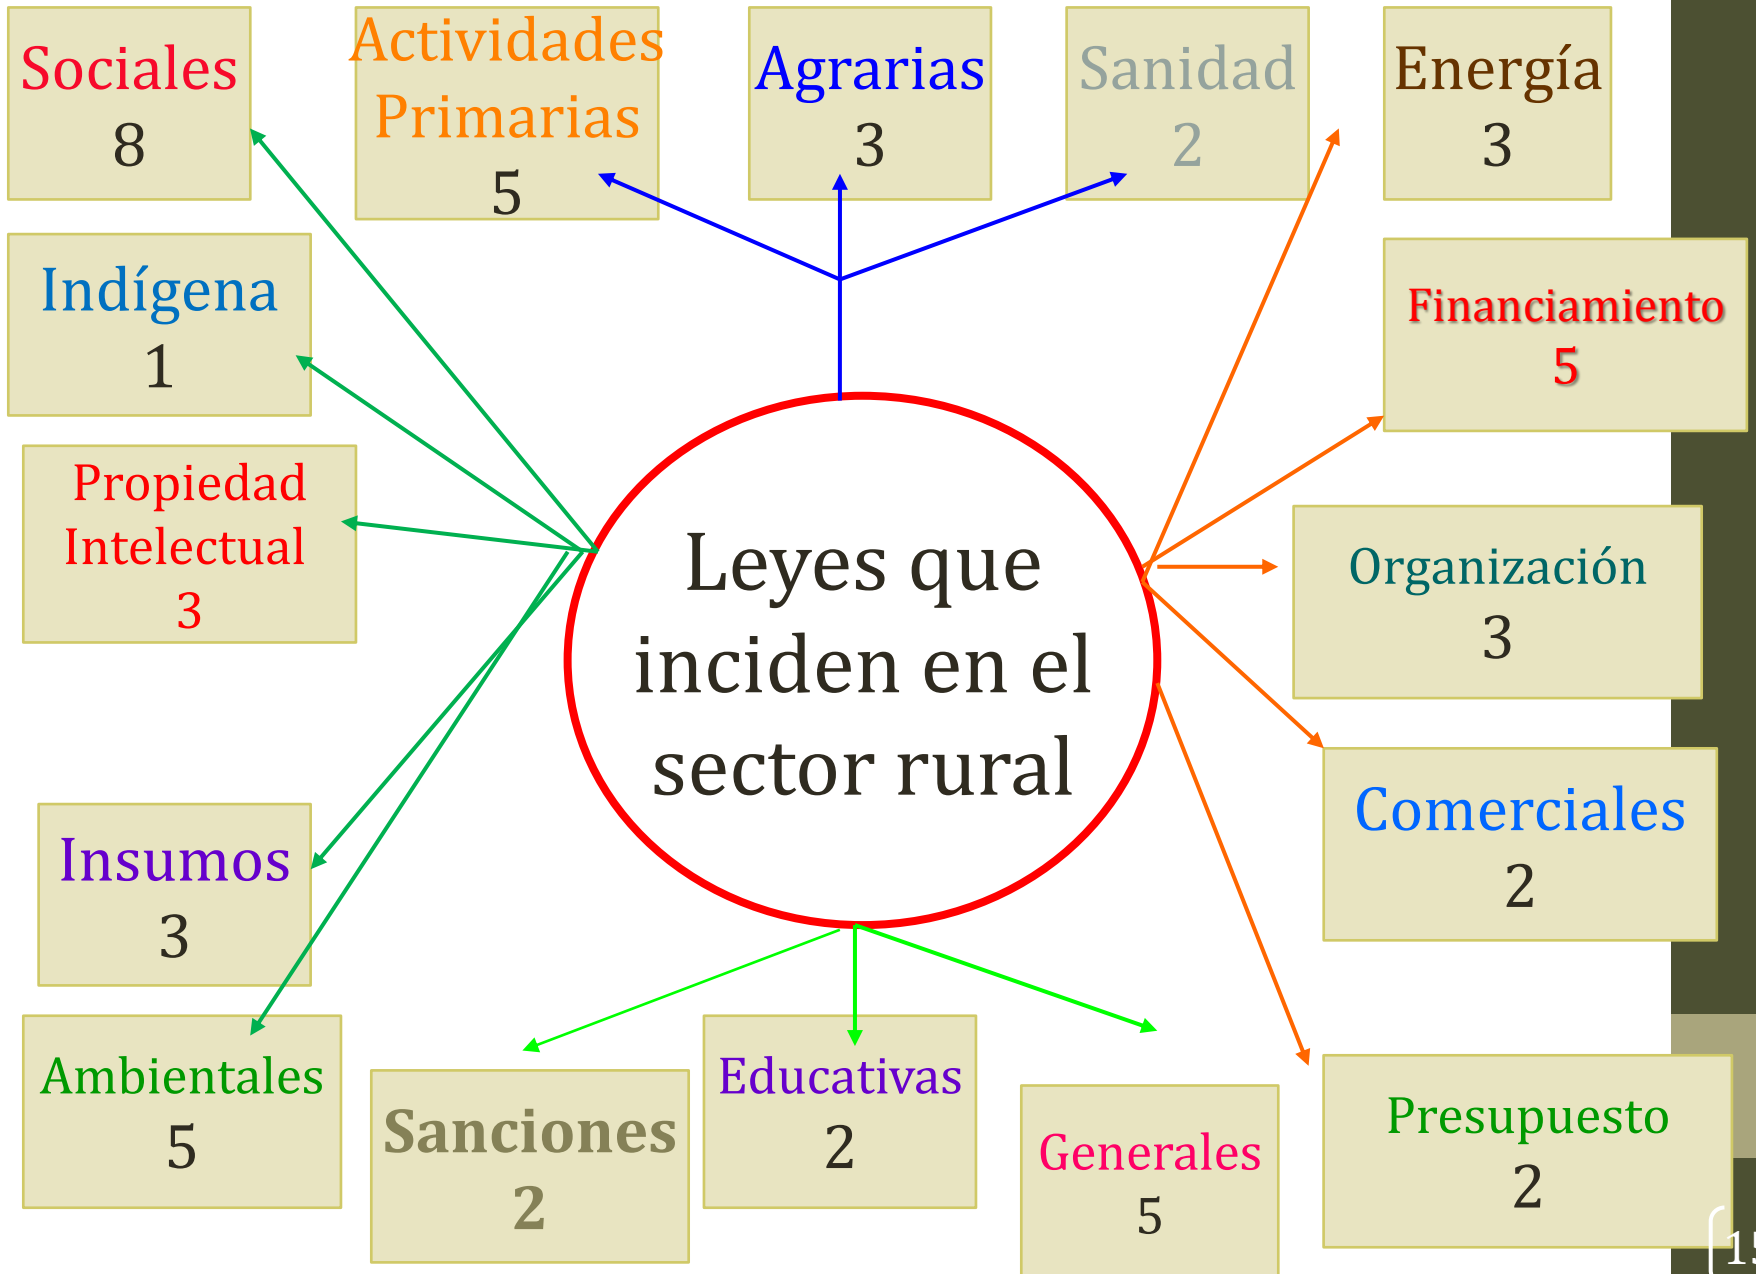 Sociales
8
Actividades
Primarias
5
Agrarias
3
Sanidad
2
Energía
3
Indígena
1
Financiamiento
5
Propiedad
Intelectual
3
Leyes que
inciden en el
sector rural
Organización
3
Insumos
3
Comerciales
2
Ambientales
5
Sanciones
2
Educativas
2
Generales
5
Presupuesto
2
15